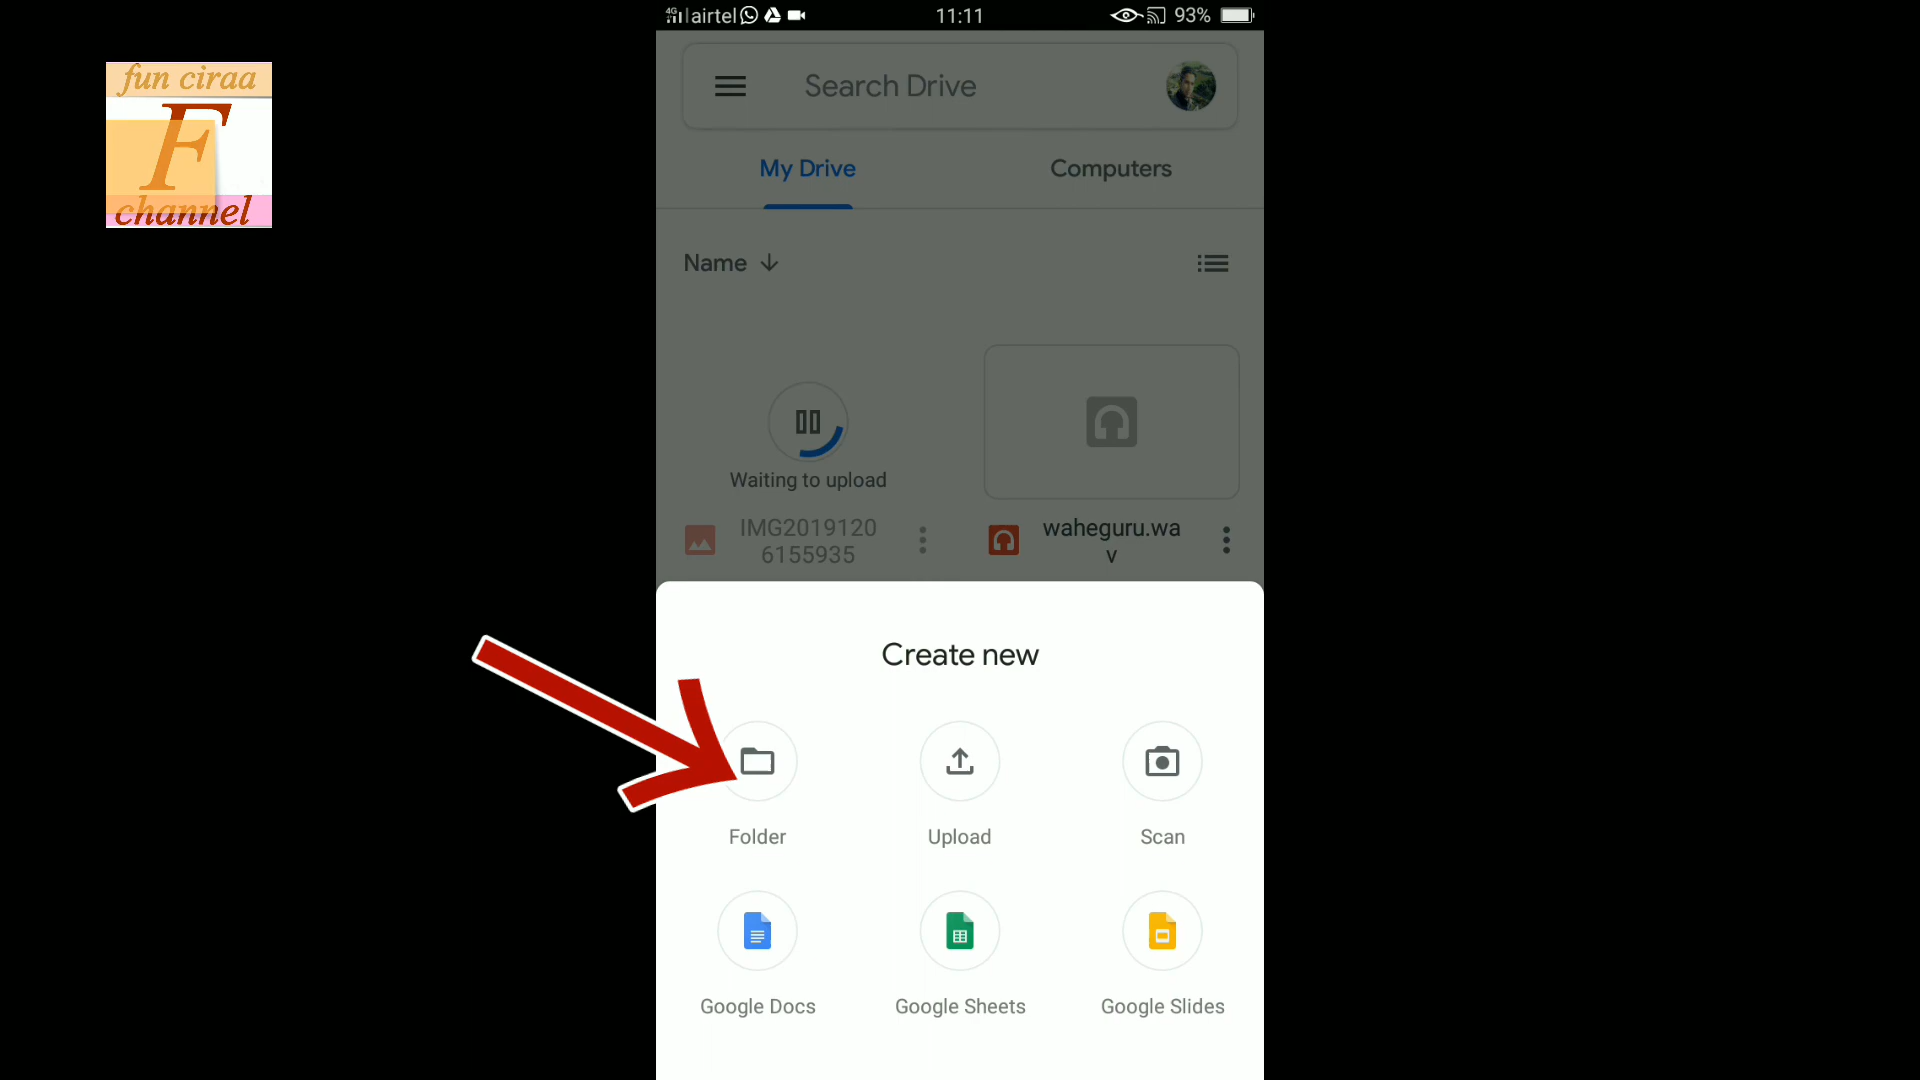 4G airtel 11:11 93%
fun ciraa
F
channel
Search Drive
My Drive Computers
Name
Waiting to upload
IMG2019120
6155935
waheguru.wa
v
Create new
Folder Upload Scan
Google Docs Google Sheets Google Slides